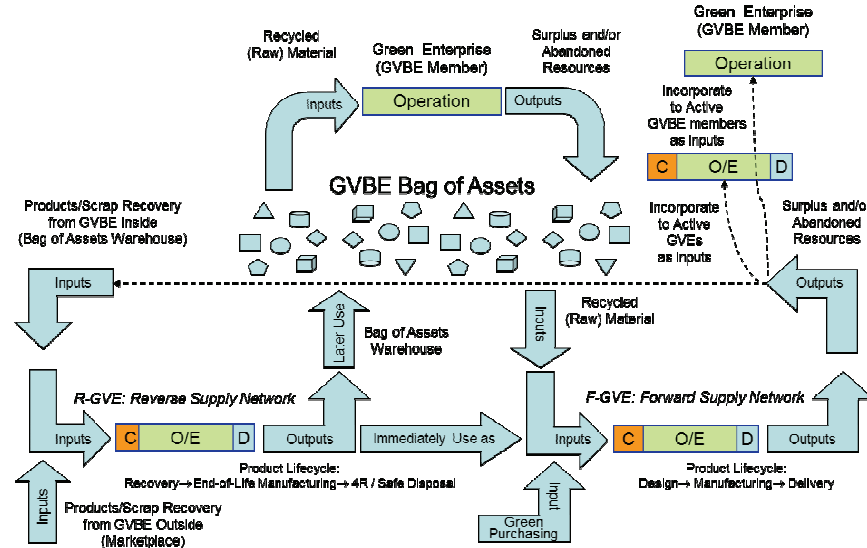 Green Enterprise
(GVBE Member)
Operation
Recycled
(Raw) Material
Green Enterprise
(GVBE Member)
Surplus and/or
Abandoned
Resources
Inputs
Operation
Outputs
Incorporate
to Active
GVBE members
as Inputs
C
O/E
D
GVBE Bag of Assets
Products/Scrap Recovery
from GVBE Inside
(Bag of Assets Warehouse)
Incorporate
to Active
GVEs
as Inputs
Surplus and/o
Abandoned
Resources
Inputs
Outputs
Later Use
Bag of Assets
Warehouse
Inputs
Recycled
(Raw) Material
R-GVE: Reverse Supply Network
F-GVE: Forward Supply Network
Inputs
C
O/E
D
Outputs
Immediately Use as
Inputs
C
O/E
D
Outputs
Product Lifecycle:
Recovery→End-of-Life Manufacturing→ 4R / Safe Disposal
Product Lifecycle:
Design→ Manufacturing→ Delivery
Inputs
Products/Scrap Recovery
from GVBE Outside
(Marketplace)
Input
Green
Purchasing